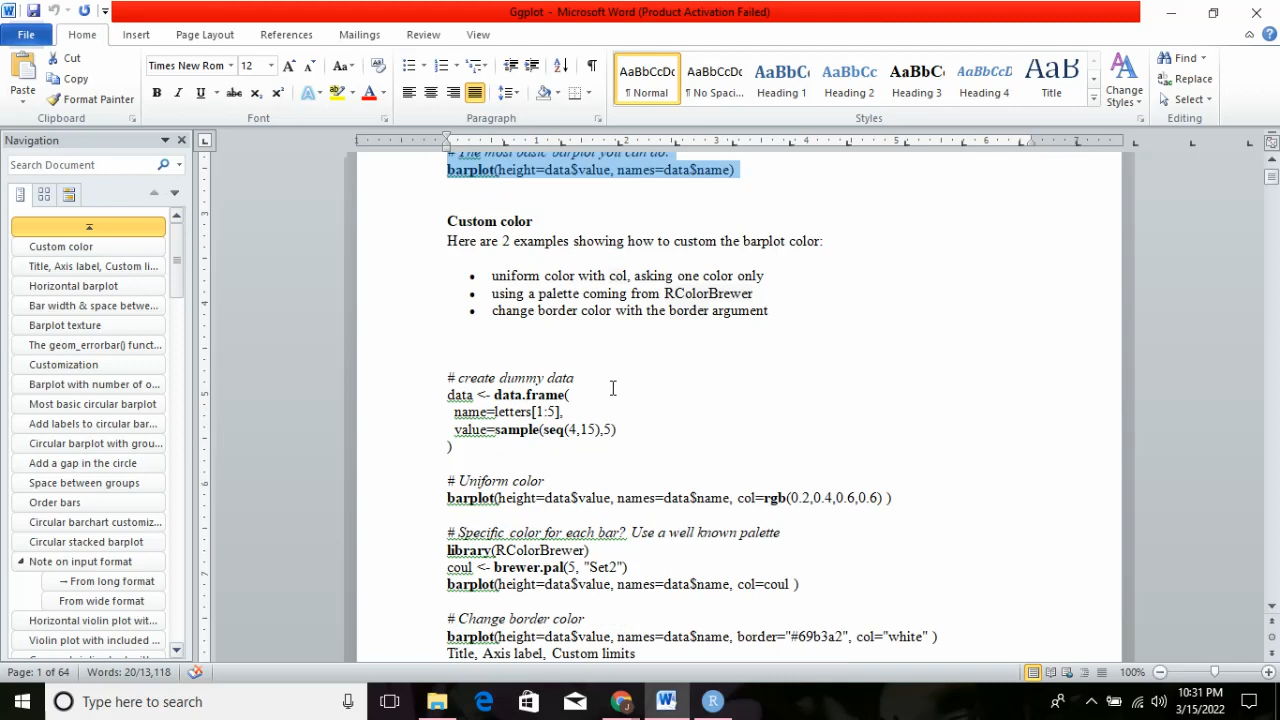 Ggplot - Microsoft Word (Product Activation Failed)
File Home Insert Page Layout References Mailings Review View
Paste
Cut
Copy
Format Painter
Clipboard
Times New Rom 12
Font
Paragraph
AaBbCcDc AaBbCcDc AaBbC AaBbCc AaBbCc AaBbCcD AaB
¶ Normal ¶ No Spaci... Heading 1 Heading 2 Heading 3 Heading 4 Title
Change Styles
Styles
Find
Replace
Select
Editing
Navigation
Search Document
Custom color
Title, Axis label, Custom li...
Horizontal barplot
Bar width & space betwe...
Barplot texture
The geom_errorbar() funct...
Customization
Barplot with number of o...
Most basic circular barplot
Add labels to circular bar...
Circular barplot with group...
Add a gap in the circle
Space between groups
Order bars
Circular barchart customiz...
Circular stacked barplot
Note on input format
From long format
From wide format
Horizontal violin plot wit...
Violin plot with included ...
# The most basic barplot you can do:
barplot(height=data$value, names=data$name)
Custom color
Here are 2 examples showing how to custom the barplot color:
• uniform color with col, asking one color only
• using a palette coming from RColorBrewer
• change border color with the border argument
# create dummy data
data <- data.frame(
name=letters[1:5],
value=sample(seq(4,15),5)
)
# Uniform color
barplot(height=data$value, names=data$name, col=rgb(0.2,0.4,0.6,0.6) )
# Specific color for each bar? Use a well known palette
library(RColorBrewer)
coul <- brewer.pal(5, "Set2")
barplot(height=data$value, names=data$name, col=coul )
# Change border color
barplot(height=data$value, names=data$name, border="#69b3a2", col="white" )
Title, Axis label, Custom limits
Page: 1 of 64 Words: 20/13,118 100%
Type here to search
10:31 PM
3/15/2022